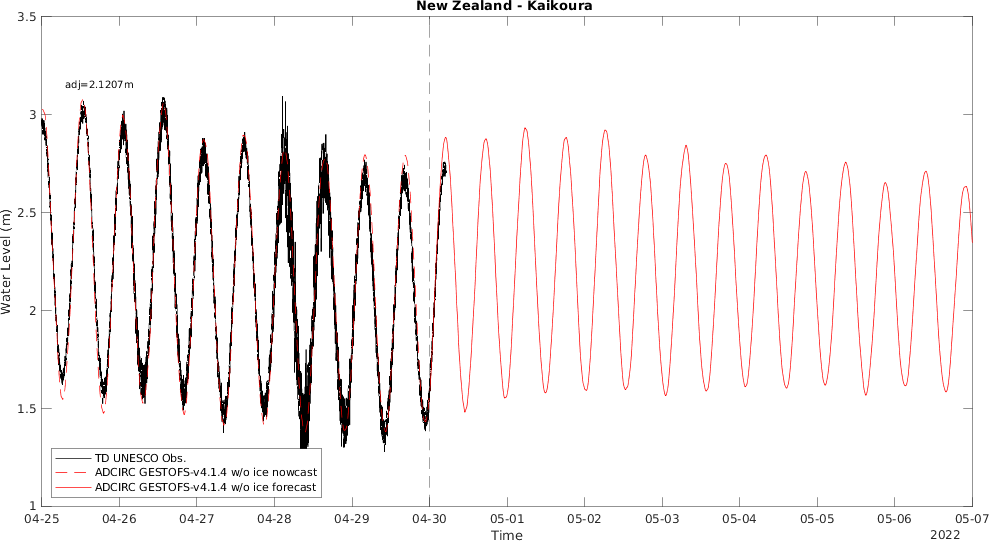 New Zealand - Kaikoura
3.5
adj=2.1207m
3
2.5
Water Level (m)
2
1.5
TD UNESCO Obs.
ADCIRC GESTOFS-v4.1.4 w/o ice nowcast
ADCIRC GESTOFS-v4.1.4 w/o ice forecast
1
04-25 04-26 04-27 04-28 04-29 04-30 05-01 05-02 05-03 05-04 05-05 05-06 05-07
Time
2022